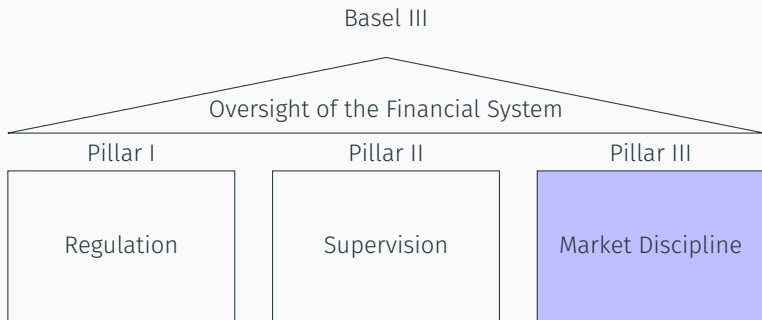 Basel III
Oversight of the Financial System
Pillar I
Pillar II
Pillar III
Regulation
Supervision
Market Discipline